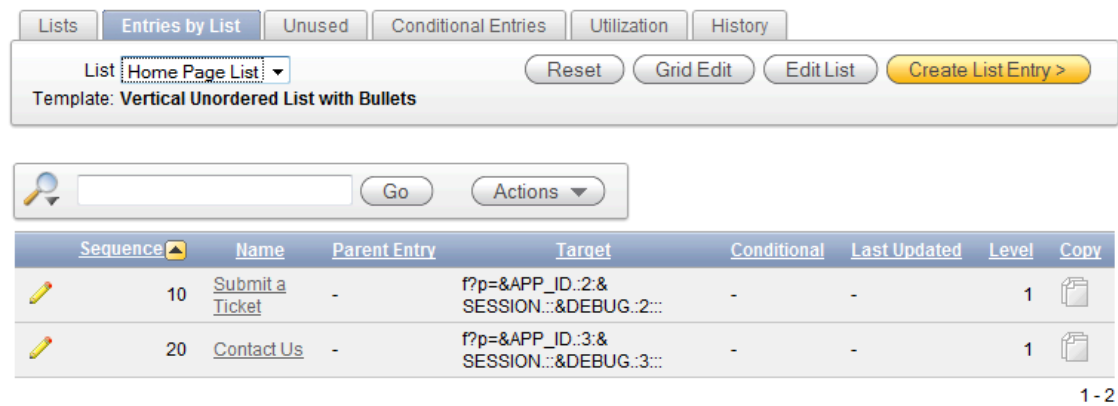 Lists Entries by List Unused Conditional Entries Utilization History
List Home Page List Reset Grid Edit Edit List Create List Entry >
Template: Vertical Unordered List with Bullets
Go Actions
Sequence Name Parent Entry Target Conditional Last Updated Level Copy
10 Submit a Ticket - f?p=&APP_ID.:2:& SESSION.::&DEBUG.:2::: - - 1
20 Contact Us - f?p=&APP_ID.:3:& SESSION.::&DEBUG.:3::: - - 1
1 - 2